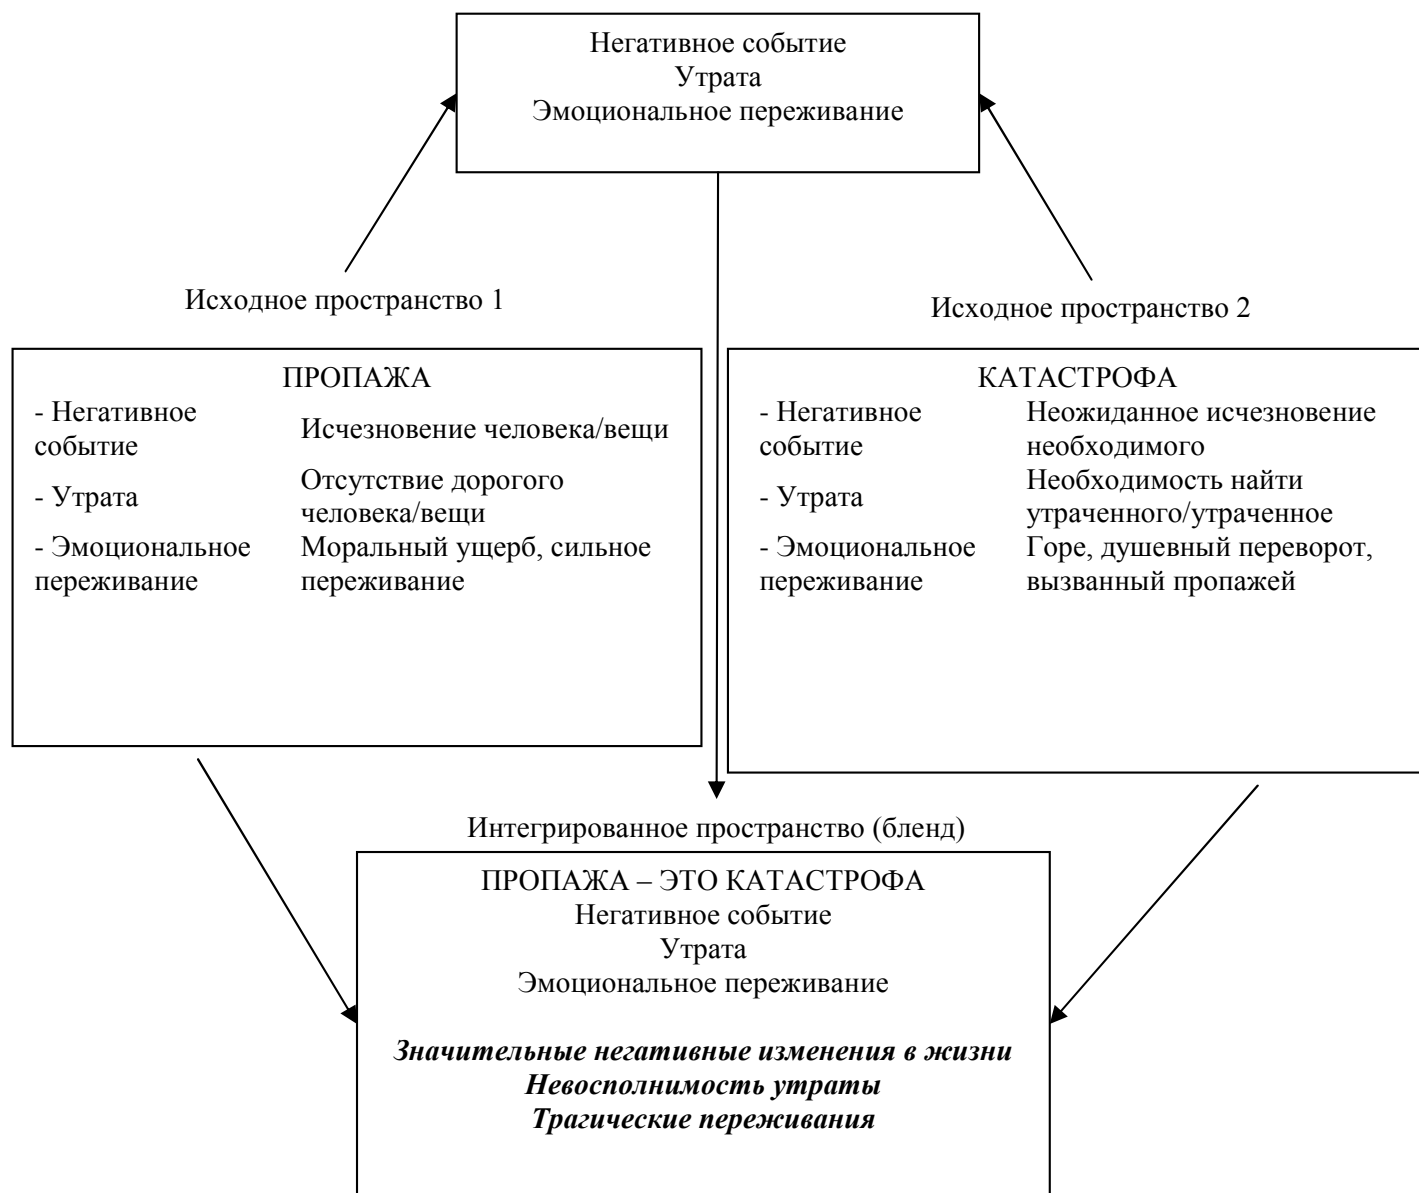 Негативное событие
Утрата
Эмоциональное переживание
Исходное пространство 1
Исходное пространство 2
ПРОПАЖА
- Негативное
событие
Исчезновение человека/вещи
- Утрата
Отсутствие дорогого
человека/вещи
- Эмоциональное
переживание
Моральный ущерб, сильное
переживание
КАТАСТРОФА
- Негативное
событие
Неожиданное исчезновение
необходимого
- Утрата
Необходимость найти
утраченного/утраченное
- Эмоциональное
переживание
Горе, душевный переворот,
вызванный пропажей
Интегрированное пространство (бленд)
ПРОПАЖА – ЭТО КАТАСТРОФА
Негативное событие
Утрата
Эмоциональное переживание
Значительные негативные изменения в жизни
Невосполнимость утраты
Трагические переживания